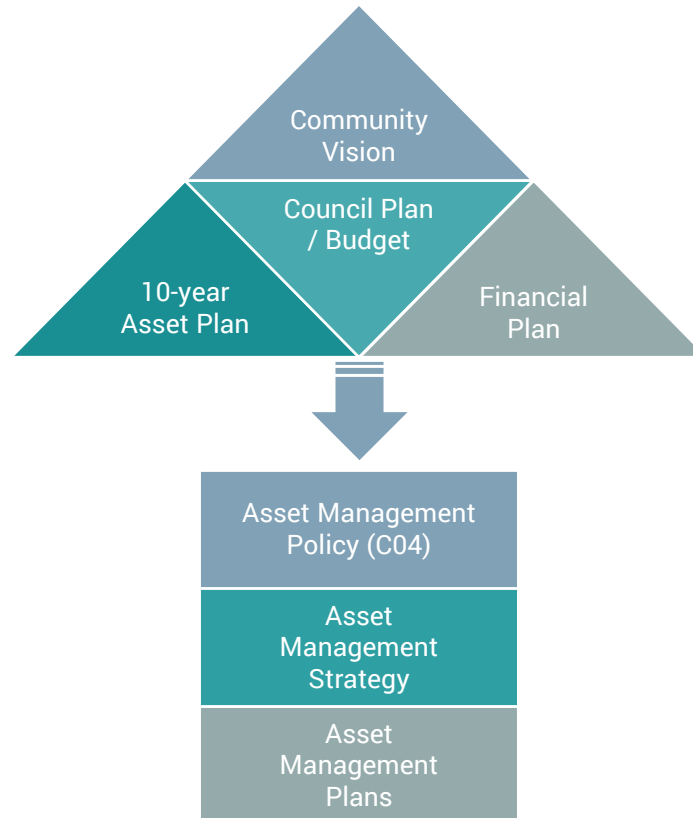 Community
Vision
Council Plan
/ Budget
10-year
Asset Plan
Financial
Plan
Asset Management
Policy (C04)
Asset
Management
Strategy
Asset
Management
Plans